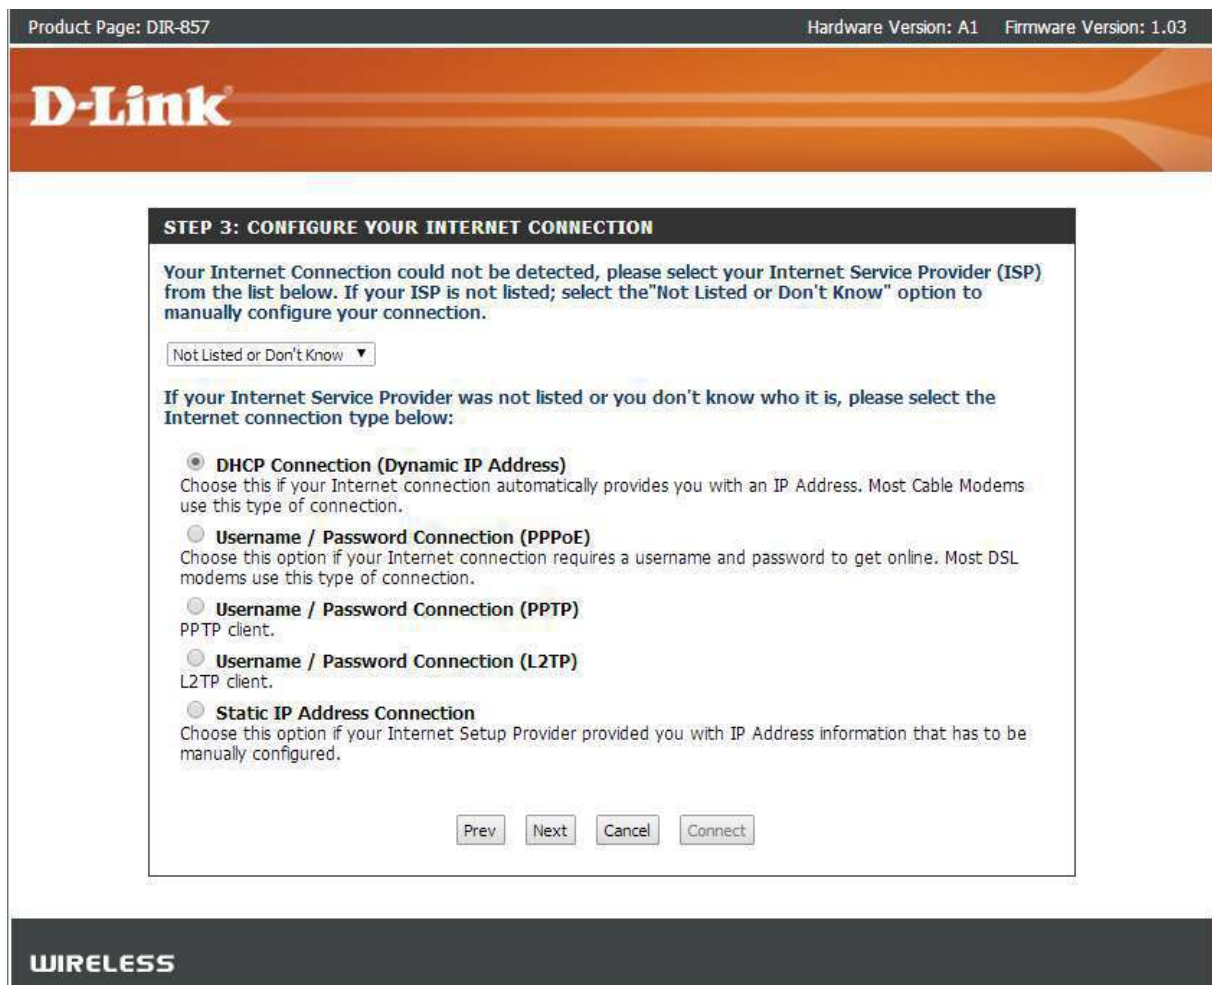 Product Page: DIR-857 Hardware Version: A1 Firmware Version: 1.03
D-Link
STEP 3: CONFIGURE YOUR INTERNET CONNECTION
Your Internet Connection could not be detected, please select your Internet Service Provider (ISP)
from the list below. If your ISP is not listed; select the"Not Listed or Don't Know" option to
manually configure your connection.
Not Listed or Don't Know
If your Internet Service Provider was not listed or you don't know who it is, please select the
Internet connection type below:
DHCP Connection (Dynamic IP Address)
Choose this if your Internet connection automatically provides you with an IP Address. Most Cable Modems
use this type of connection.
Username / Password Connection (PPPoE)
Choose this option if your Internet connection requires a username and password to get online. Most DSL
modems use this type of connection.
Username / Password Connection (PPTP)
PPTP client.
Username / Password Connection (L2TP)
L2TP client.
Static IP Address Connection
Choose this option if your Internet Setup Provider provided you with IP Address information that has to be
manually configured.
Prev Next Cancel Connect
WIRELESS